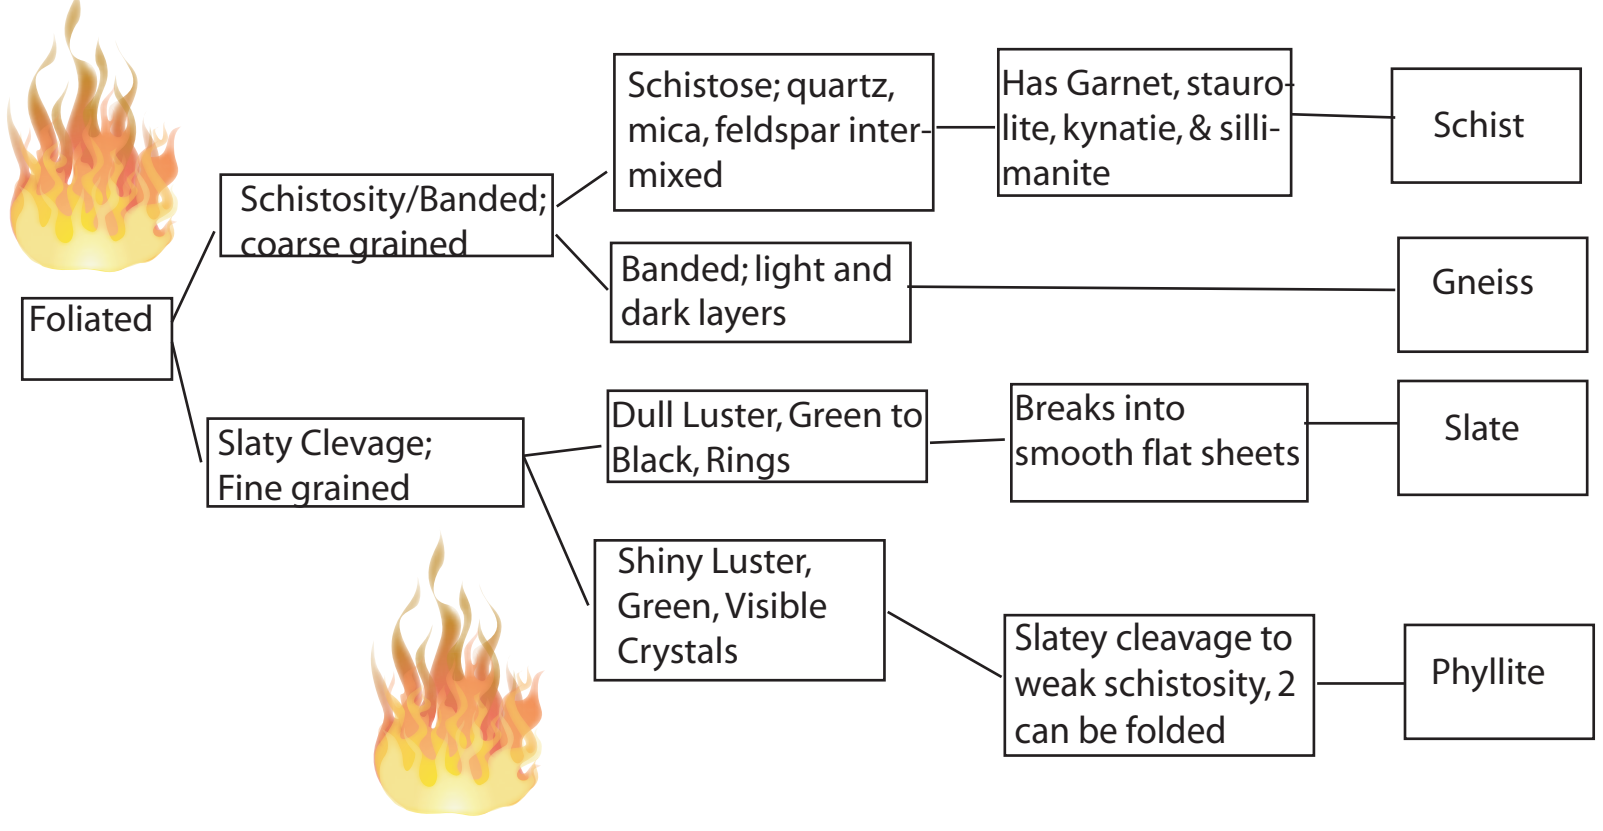 Foliated
Schistosity/Banded;
coarse grained
Schistose; quartz,
mica, feldspar inter-
mixed
Has Garnet, stauro-
lite, kynatie, & silli-
manite
Schist
Banded; light and
dark layers
Gneiss
Slaty Clevage;
Fine grained
Dull Luster, Green to
Black, Rings
Breaks into
smooth flat sheets
Slate
Shiny Luster,
Green, Visible
Crystals
Slatey cleavage to
weak schistosity, 2
can be folded
Phyllite